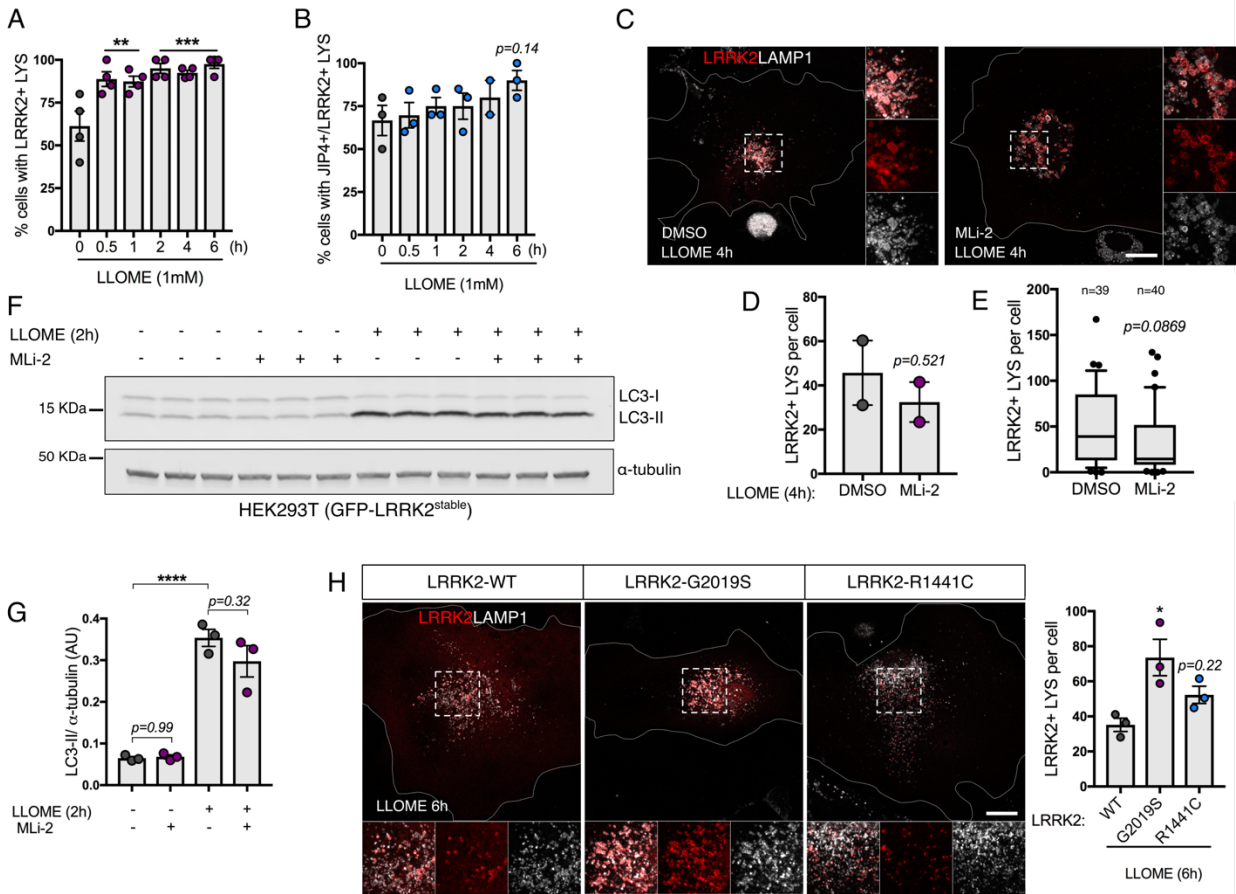 A
% cells with LRRK2+ LYS
100
75
50
25
0
**
***
0 0.5 1 2 4 6 (h)
LLOME (1mM)
B
% cells with JIP4+/LRRK2+ LYS
100
75
50
25
0
p=0.14
0 0.5 1 2 4 6 (h)
LLOME (1mM)
C
LRRK2LAMP1
DMSO
LLOME 4h
MLi-2
LLOME 4h
D
LRRK2+ LYS per cell
80
60
40
20
0
p=0.521
LLOME (4h): DMSO MLi-2
E
LRRK2+ LYS per cell
200
150
100
50
0
n=39 n=40
p=0.0869
DMSO MLi-2
F
LLOME (2h) - - - - - - + + + + + +
MLi-2 - - - + + + - - - + + +
15 KDa
LC3-I
LC3-II
50 KDa
α-tubulin
HEK293T (GFP-LRRK2stable)
G
LC3-II/ α-tubulin (AU)
0.4
0.3
0.2
0.1
0.0
****
p=0.32
p=0.99
LLOME (2h) - - + +
MLi-2 - + - +
H
LRRK2-WT LRRK2-G2019S LRRK2-R1441C
LRRK2LAMP1
LLOME 6h
LRRK2+ LYS per cell
100
80
60
40
20
0
*
p=0.22
LRRK2: WT G2019S R1441C
LLOME (6h)